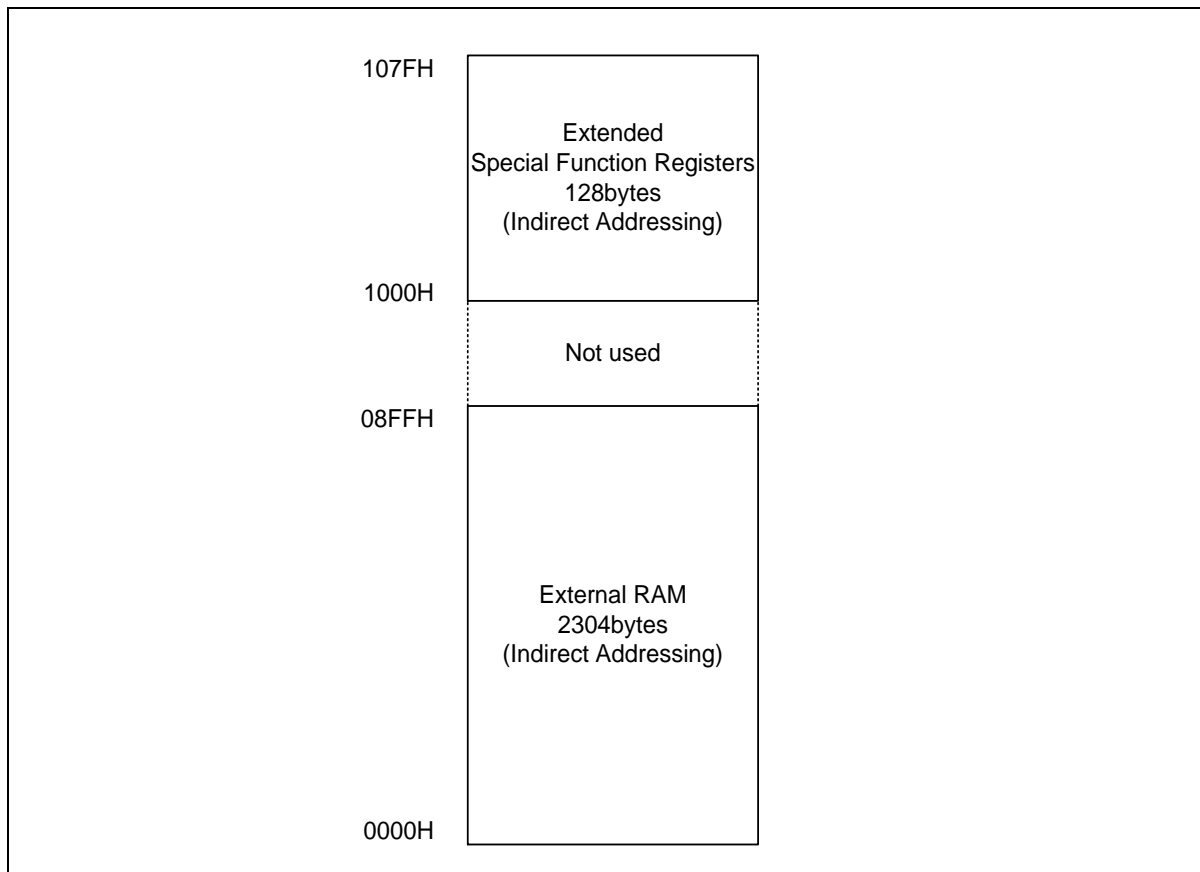 107FH
Extended
Special Function Registers
128bytes
(Indirect Addressing)
1000H
Not used
08FFH
External RAM
2304bytes
(Indirect Addressing)
0000H